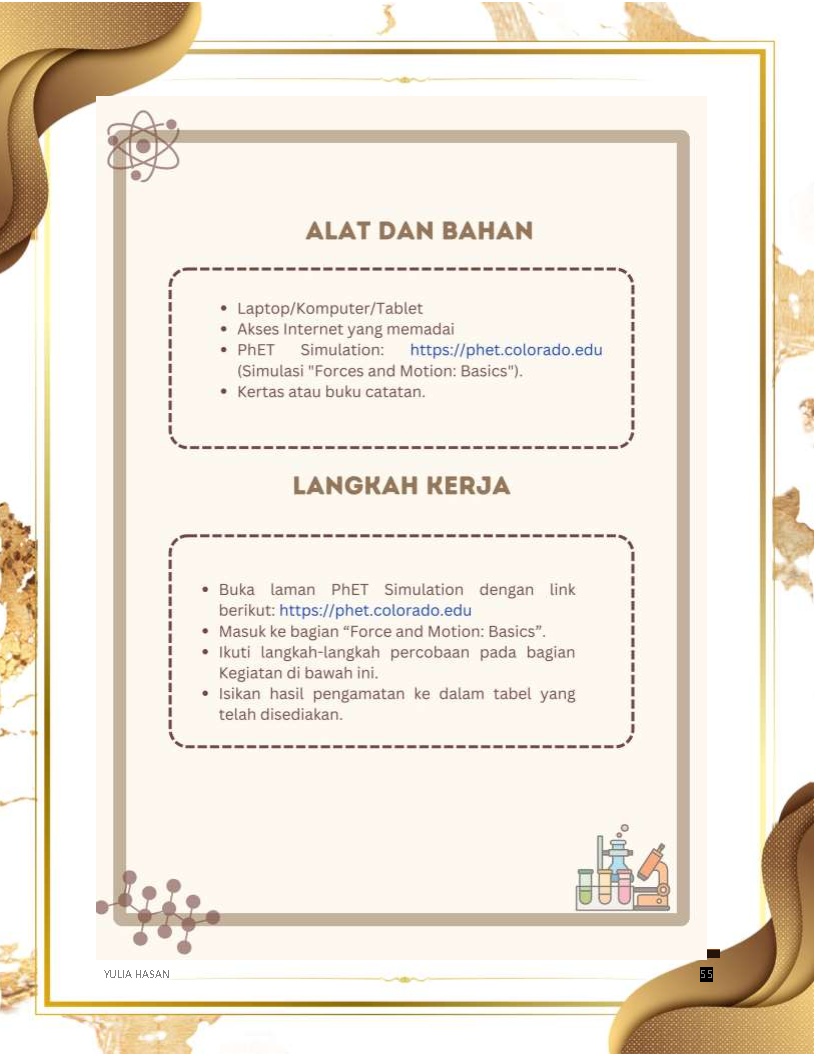 ALAT DAN BAHAN
• Laptop/Komputer/Tablet
• Akses Internet yang memadai
• PhET Simulation: https://phet.colorado.edu
(Simulasi "Forces and Motion: Basics").
• Kertas atau buku catatan.
LANGKAH KERJA
• Buka laman PhET Simulation dengan link
berikut: https://phet.colorado.edu
• Masuk ke bagian “Force and Motion: Basics”.
• Ikuti langkah-langkah percobaan pada bagian
Kegiatan di bawah ini.
• Isikan hasil pengamatan ke dalam tabel yang
telah disediakan.
YULIA HASAN
55